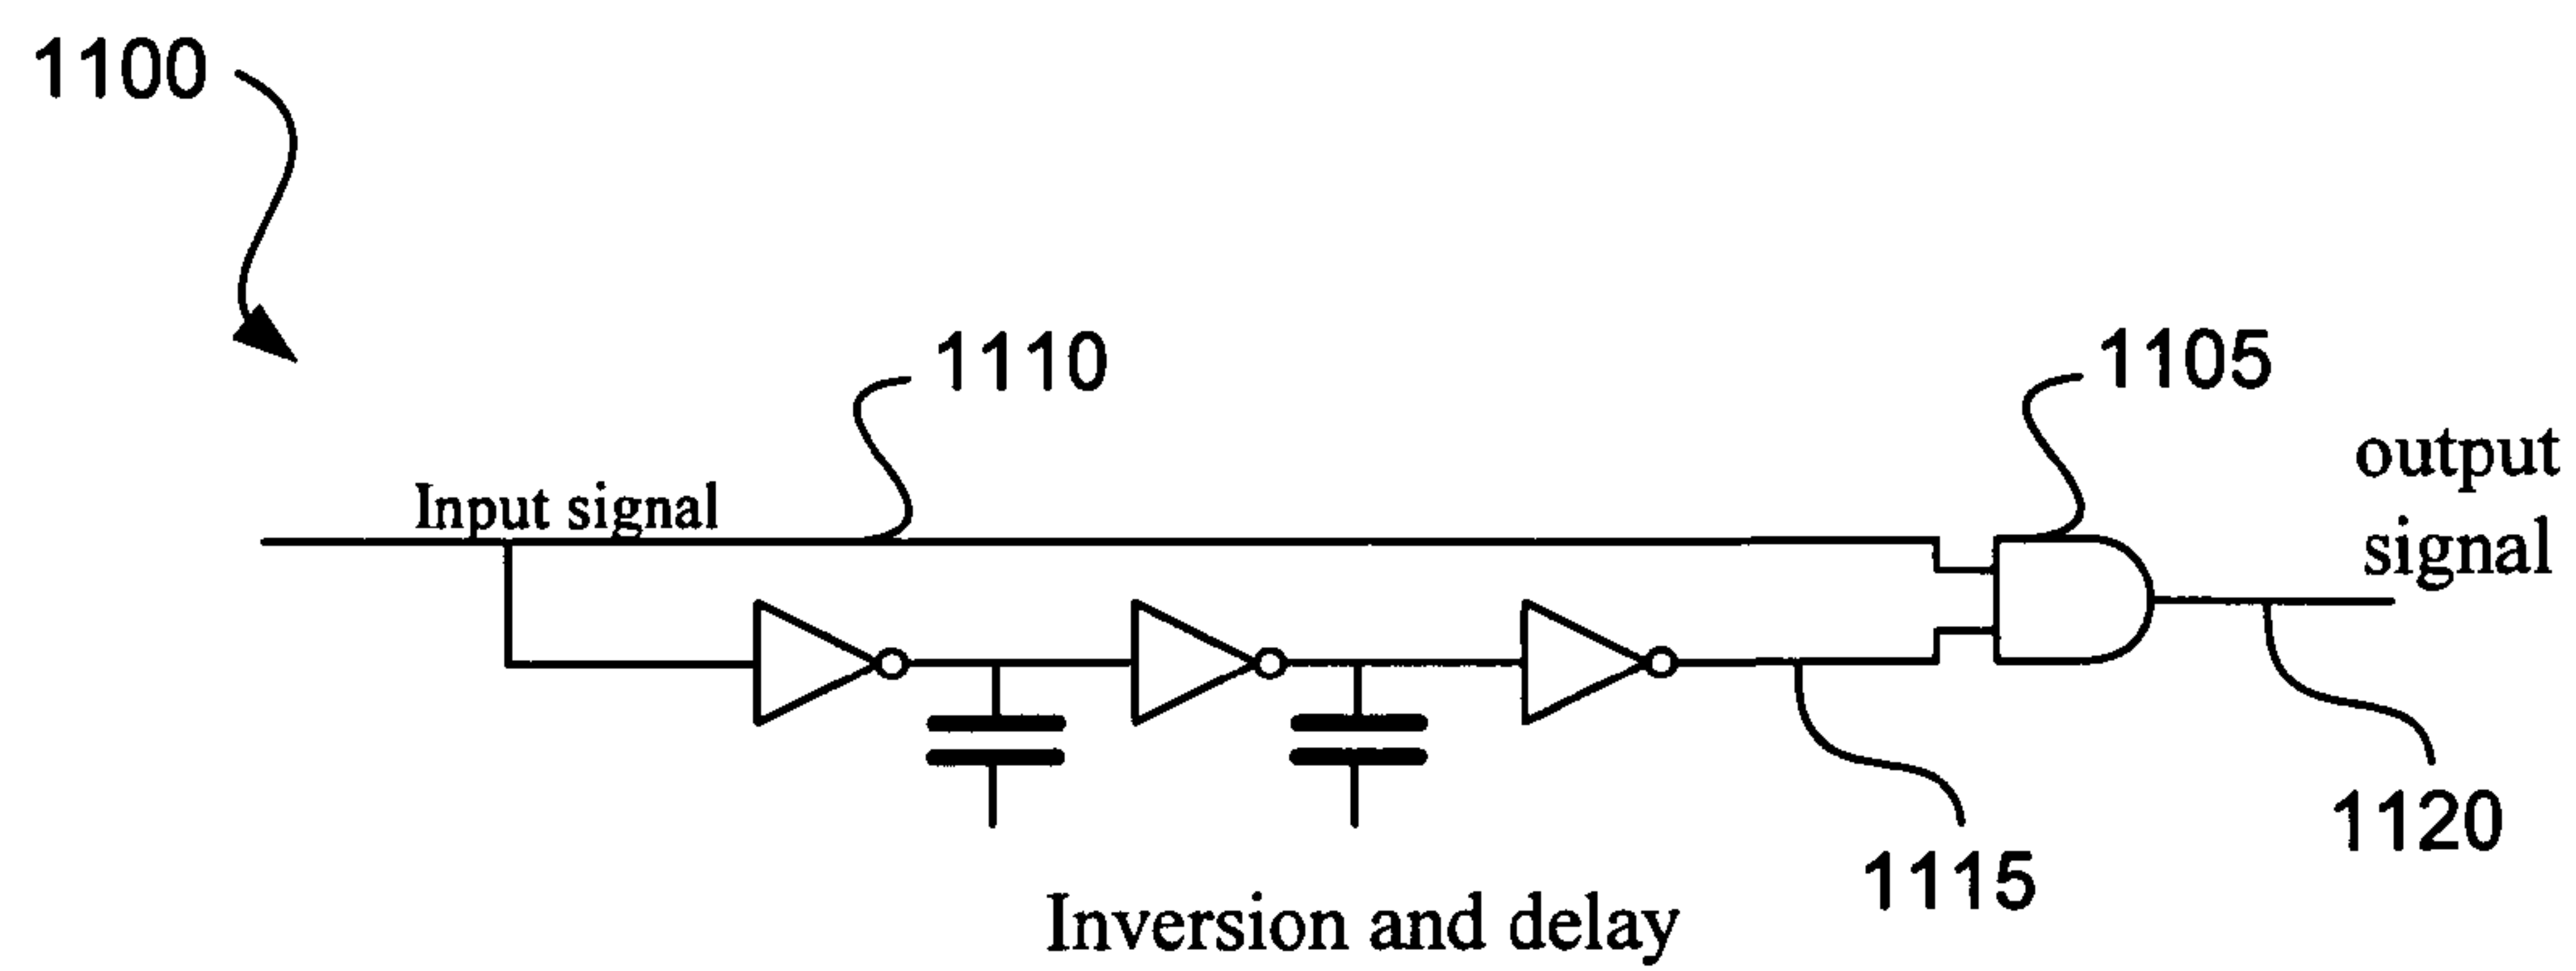 1100
1110
1105
Input signal
output
signal
1115
1120
Inversion and delay